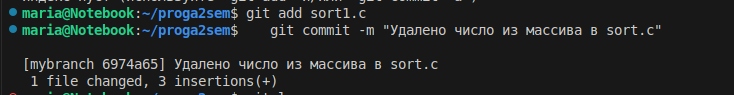 maria@Notebook:~/proga2sem$ git add sort1.c
maria@Notebook:~/proga2sem$    git commit -m "Удалено число из массива в sort.c"
[mybranch 6974a65] Удалено число из массива в sort.c
 1 file changed, 3 insertions(+)